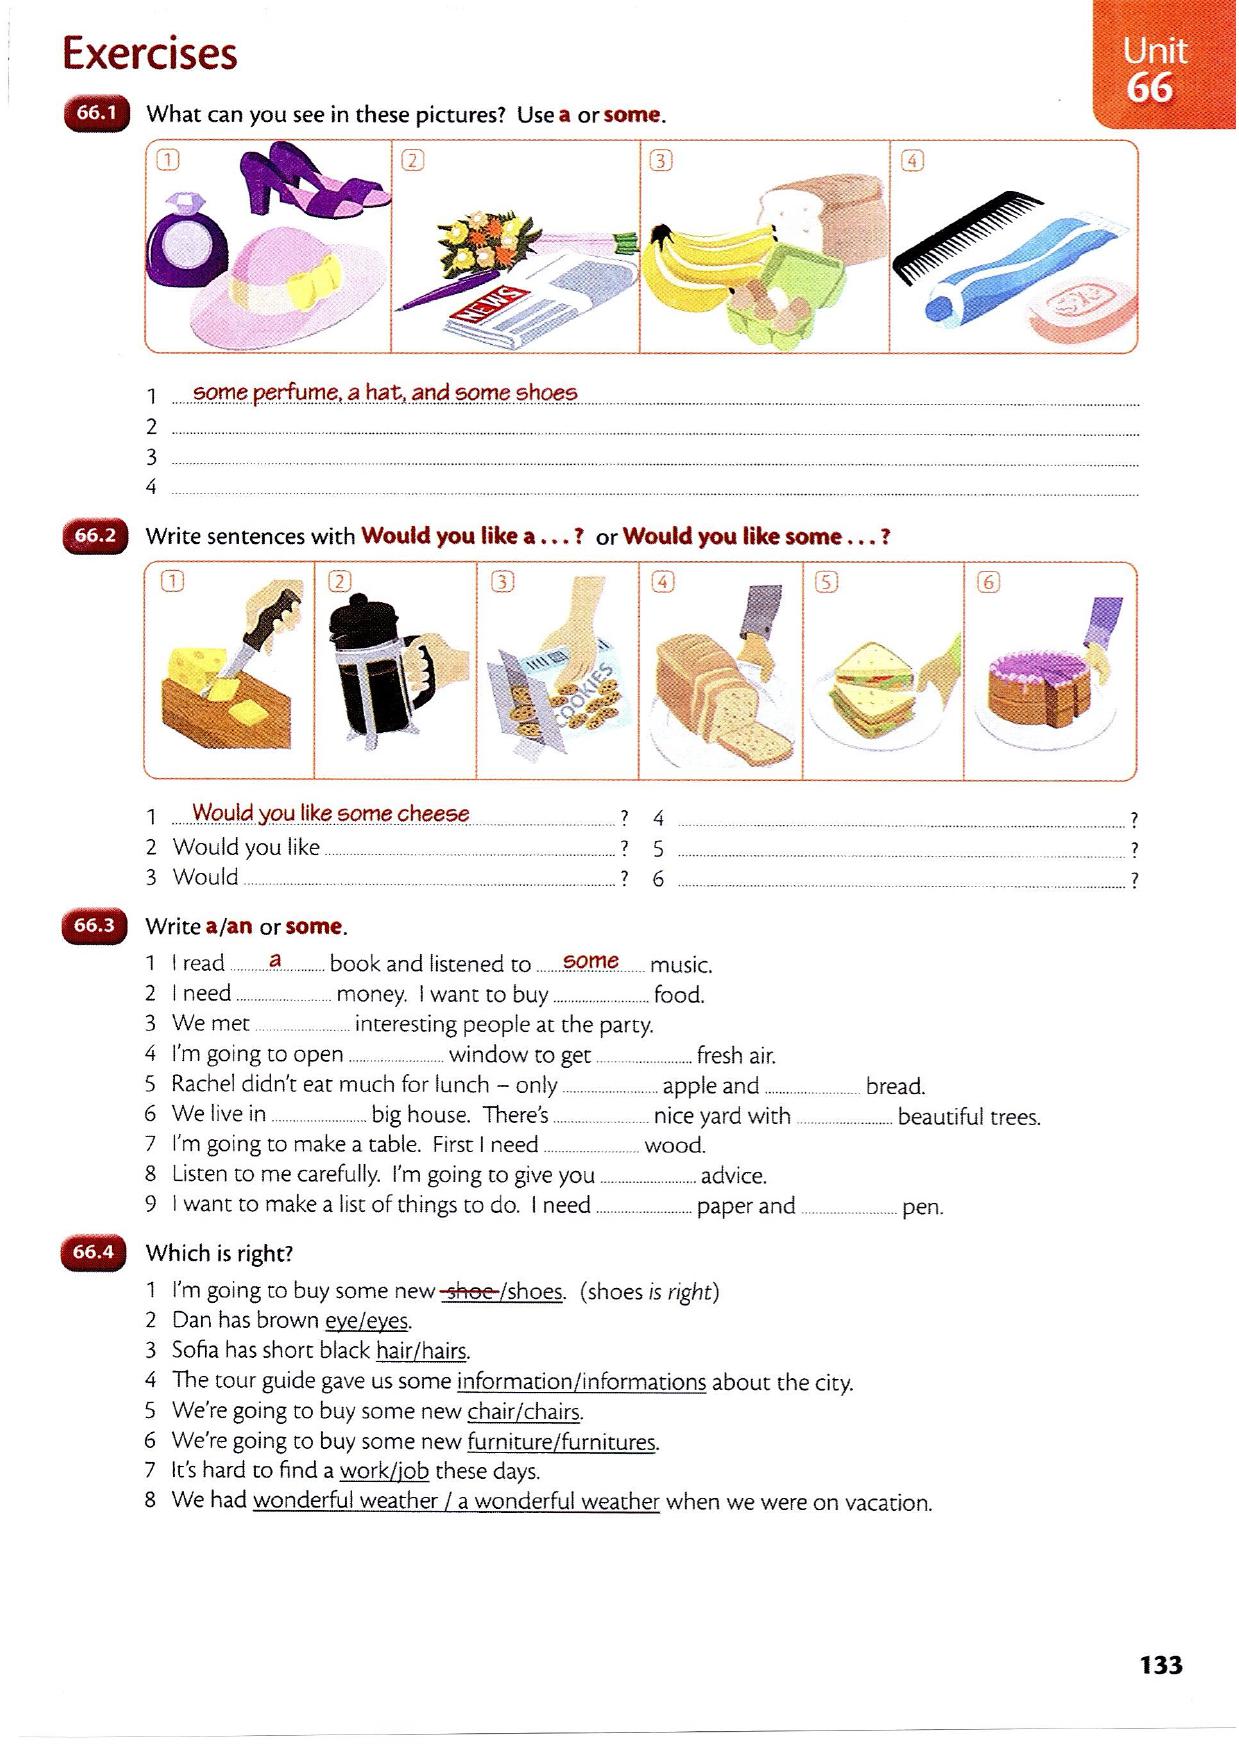 Exercises
Unit
66
66.1 What can you see in these pictures? Use a or some.
1 2 3 4
NEWS
1 some perfume, a hat, and some shoes
2
3
4
66.2 Write sentences with Would you like a . . . ? or Would you like some . . . ?
1 2 3 4 5 6
COOKIES
1 Would you like some cheese ? 4 ?
2 Would you like ? 5 ?
3 Would ? 6 ?
66.3 Write a/an or some.
1 I read a book and listened to some music.
2 I need money. I want to buy food.
3 We met interesting people at the party.
4 I'm going to open window to get fresh air.
5 Rachel didn't eat much for lunch – only apple and bread.
6 We live in big house. There's nice yard with beautiful trees.
7 I'm going to make a table. First I need wood.
8 Listen to me carefully. I'm going to give you advice.
9 I want to make a list of things to do. I need paper and pen.
66.4 Which is right?
1 I'm going to buy some new shoe/shoes. (shoes is right)
2 Dan has brown eye/eyes.
3 Sofia has short black hair/hairs.
4 The tour guide gave us some information/informations about the city.
5 We're going to buy some new chair/chairs.
6 We're going to buy some new furniture/furnitures.
7 It's hard to find a work/job these days.
8 We had wonderful weather / a wonderful weather when we were on vacation.
133